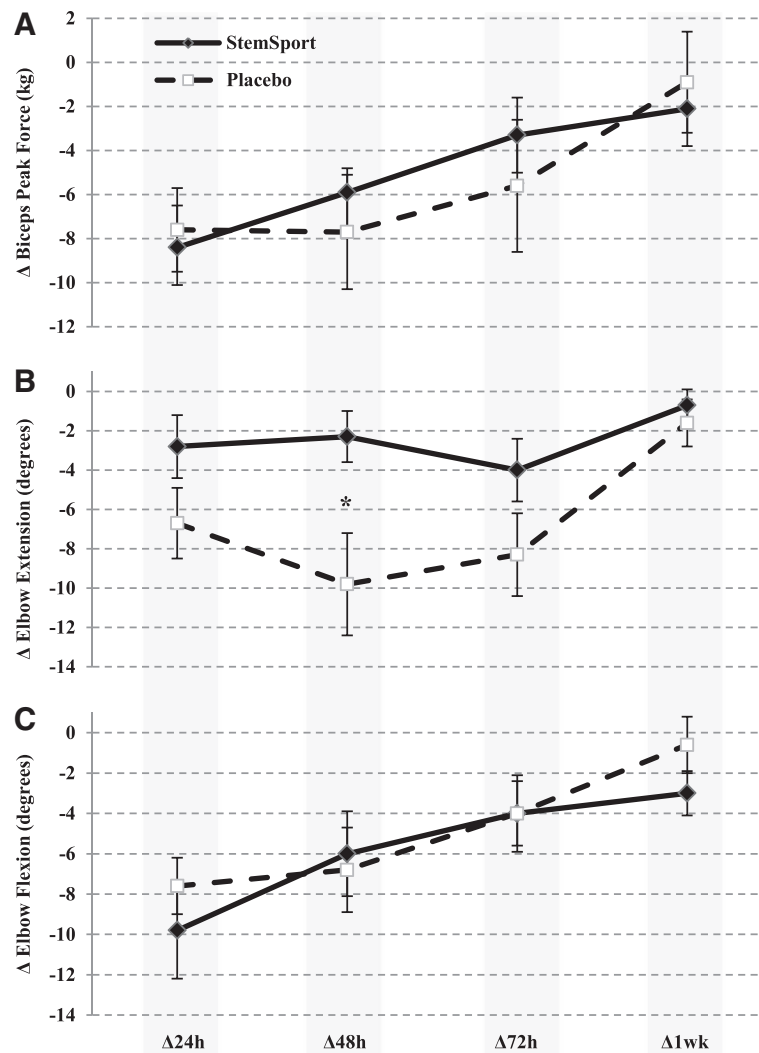 A
Δ Biceps Peak Force (kg)
2
0
-2
-4
-6
-8
-10
-12
StemSport
Placebo
B
Δ Elbow Extension (degrees)
0
-2
-4
-6
-8
-10
-12
-14
*
C
Δ Elbow Flexion (degrees)
0
-2
-4
-6
-8
-10
-12
-14
Δ24h Δ48h Δ72h Δ1wk